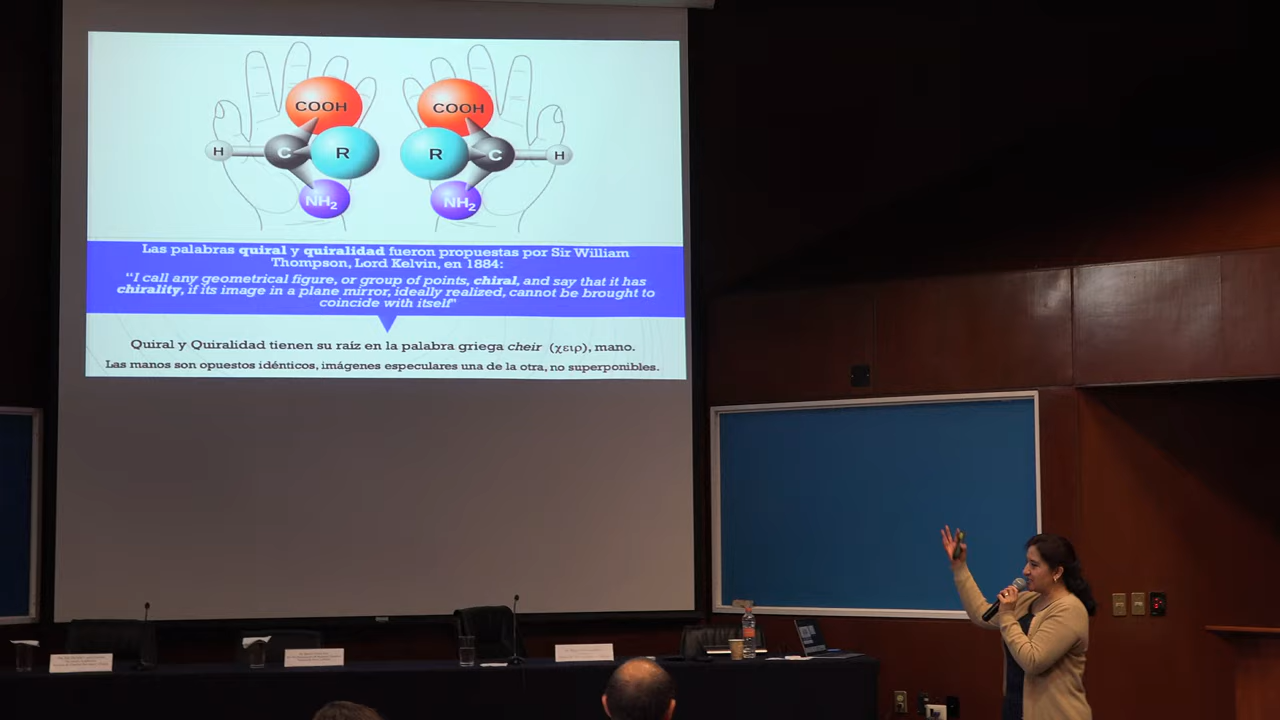 COOH COOH
H C R R C H
NH2 NH2
Las palabras quiral y quiralidad fueron propuestas por Sir William
Thompson, Lord Kelvin, en 1884:
“I call any geometrical figure, or group of points, chiral, and say that it has
chirality, if its image in a plane mirror, ideally realized, cannot be brought to
coincide with itself"
Quiral y Quiralidad tienen su raíz en la palabra griega cheir (χειρ), mano.
Las manos son opuestos idénticos, imágenes especulares una de la otra, no superponibles.